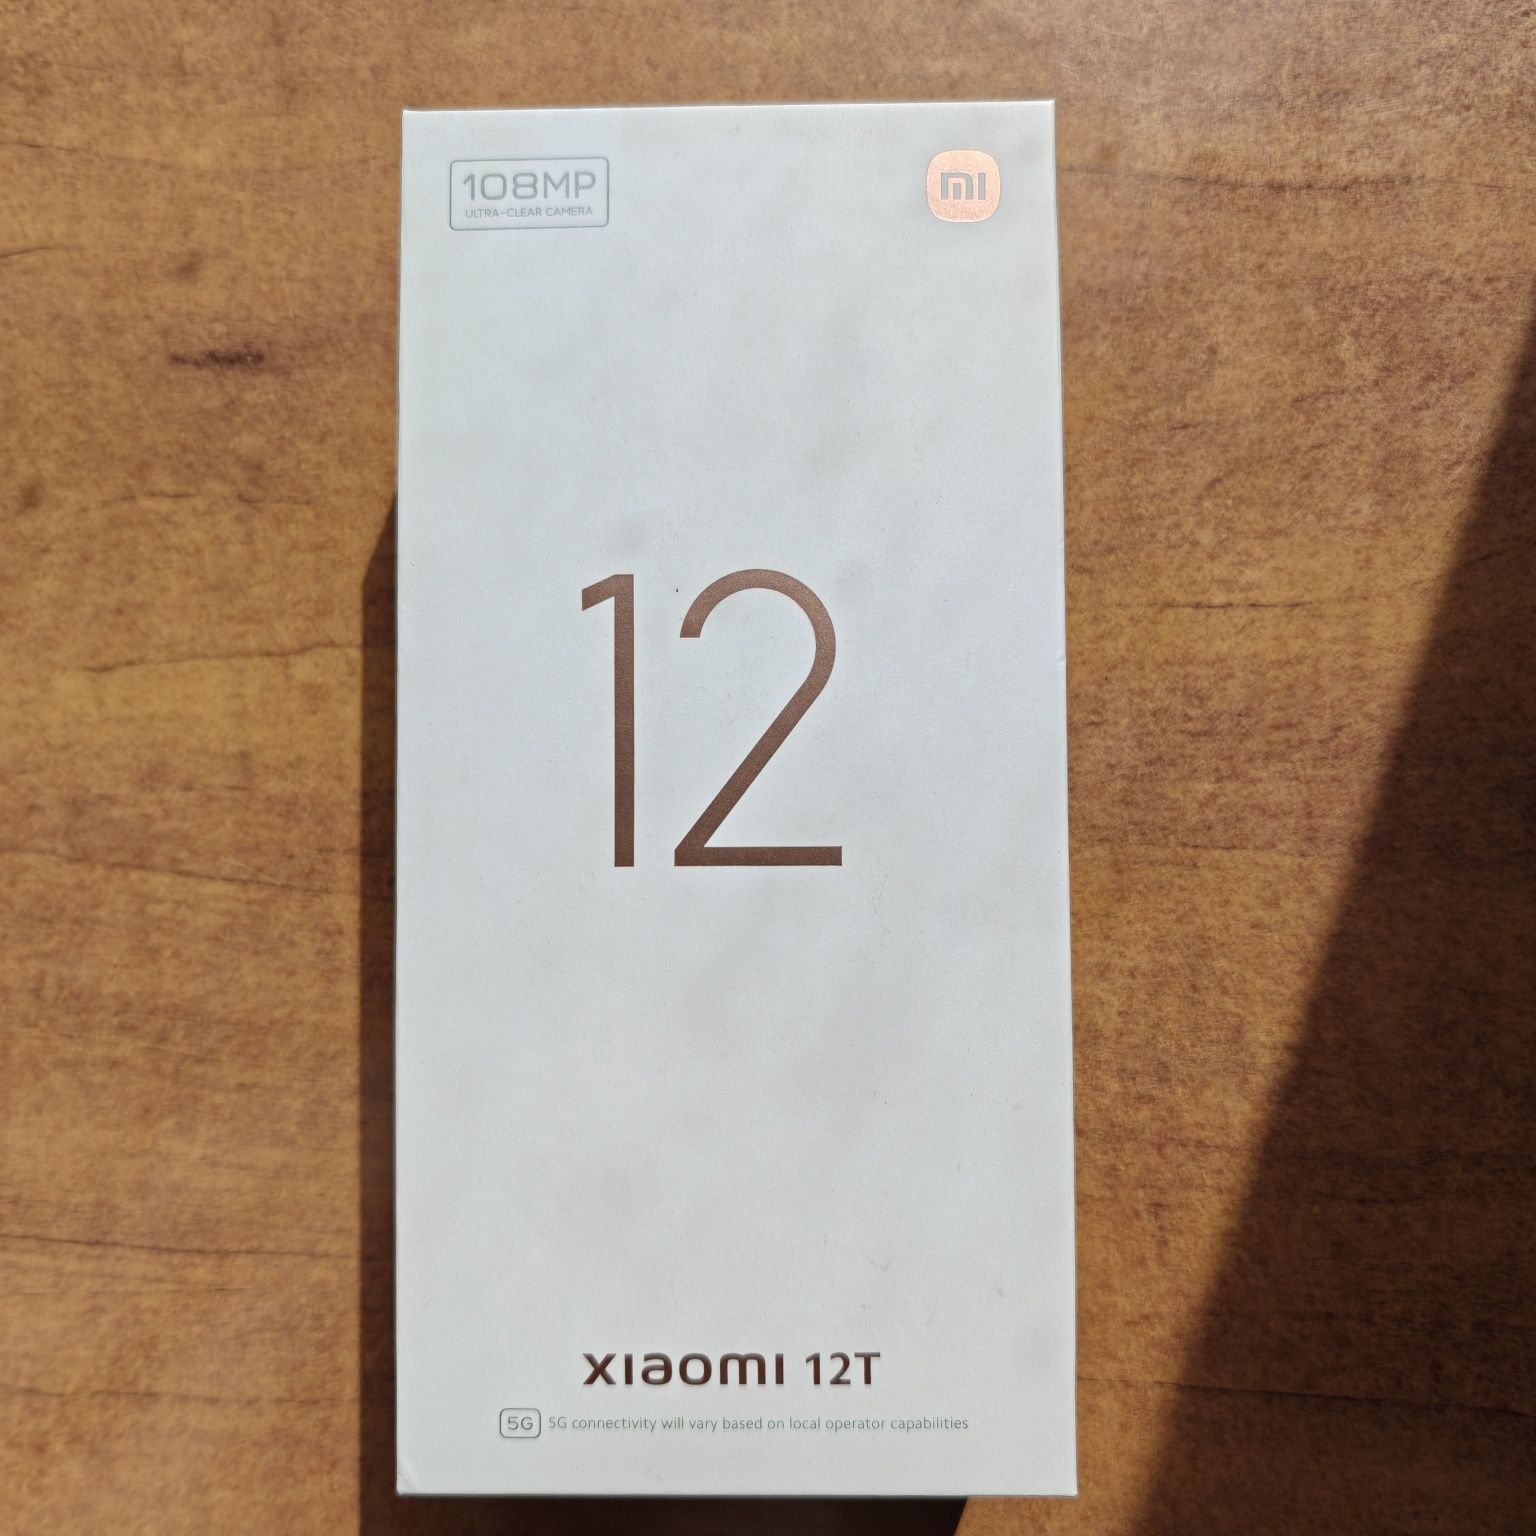 108MP
ULTRA-CLEAR CAMERA
mi
12
xiaomi 12T
5G 5G connectivity will vary based on local operator capabilities